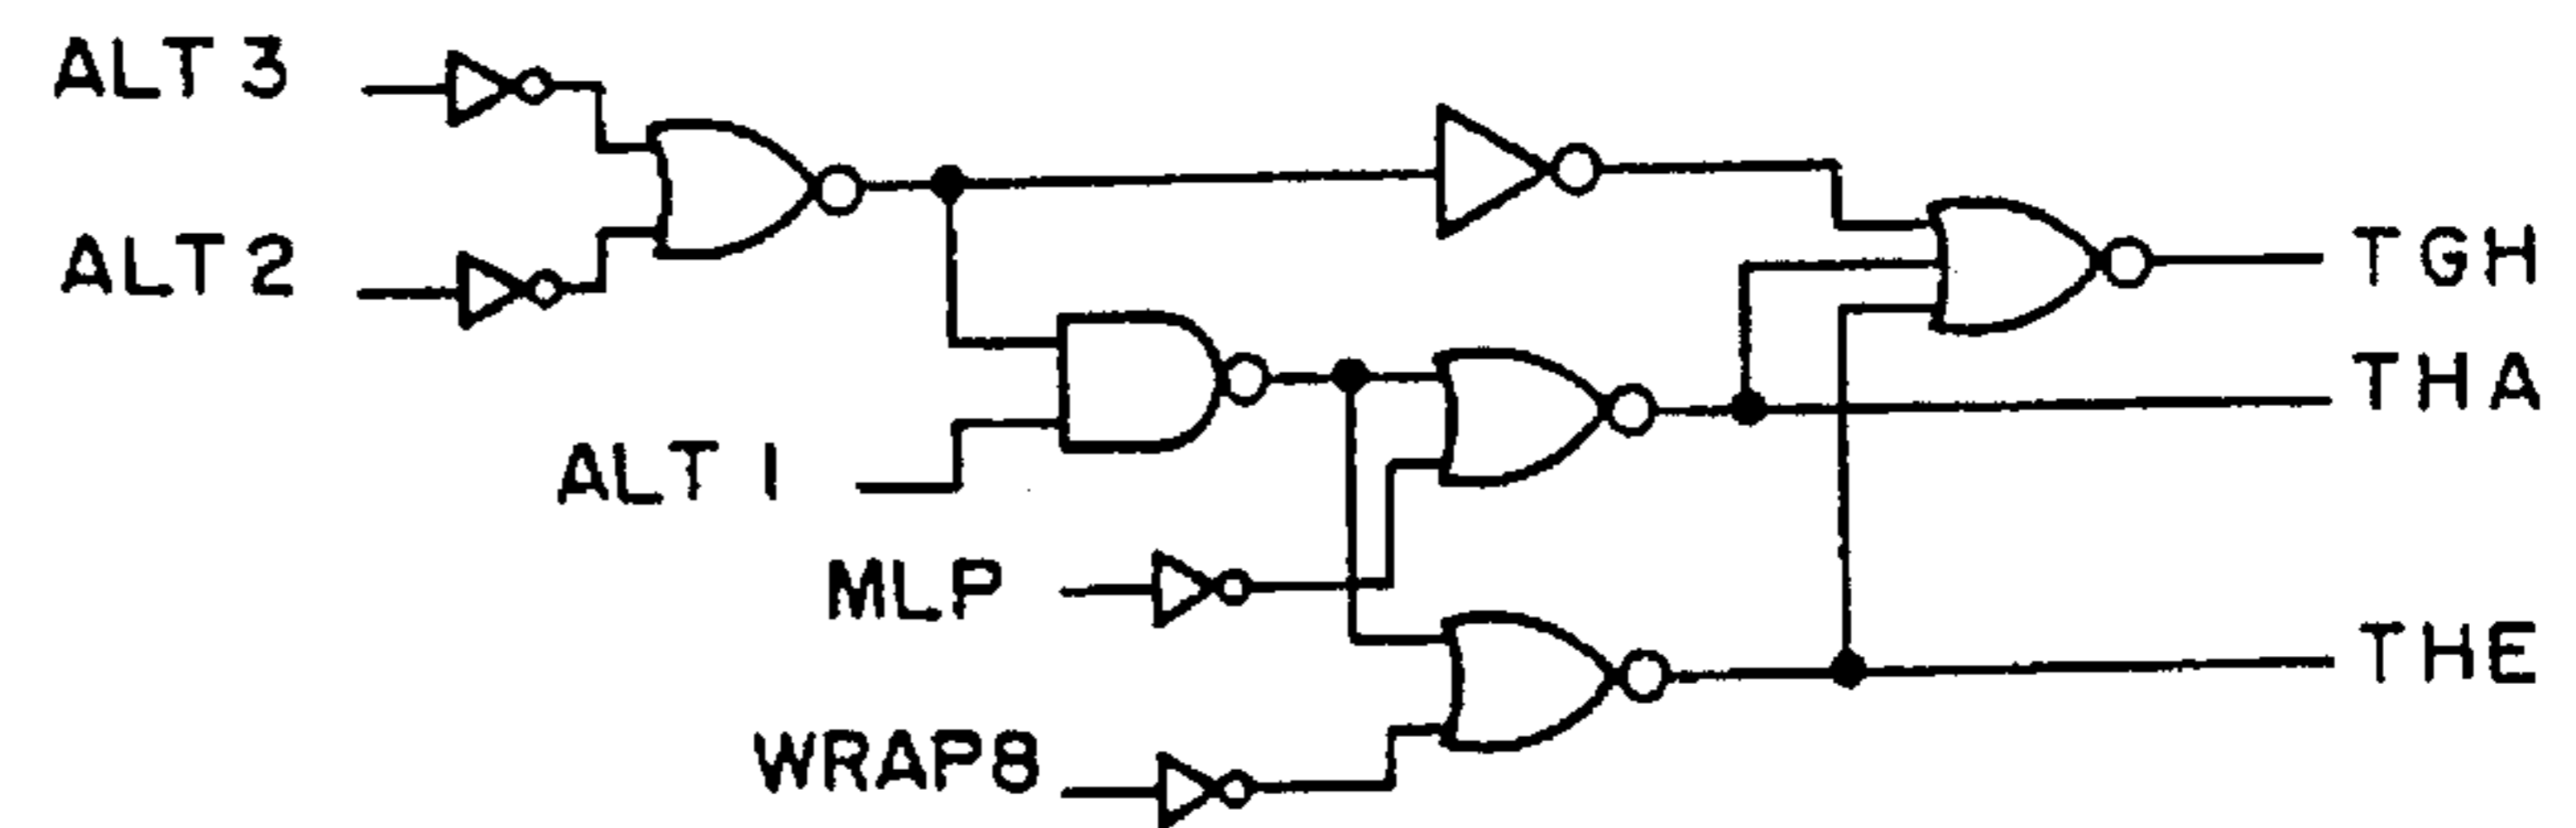 ALT 3
ALT 2
TGH
THA
ALT 1
MLP
THE
WRAP8